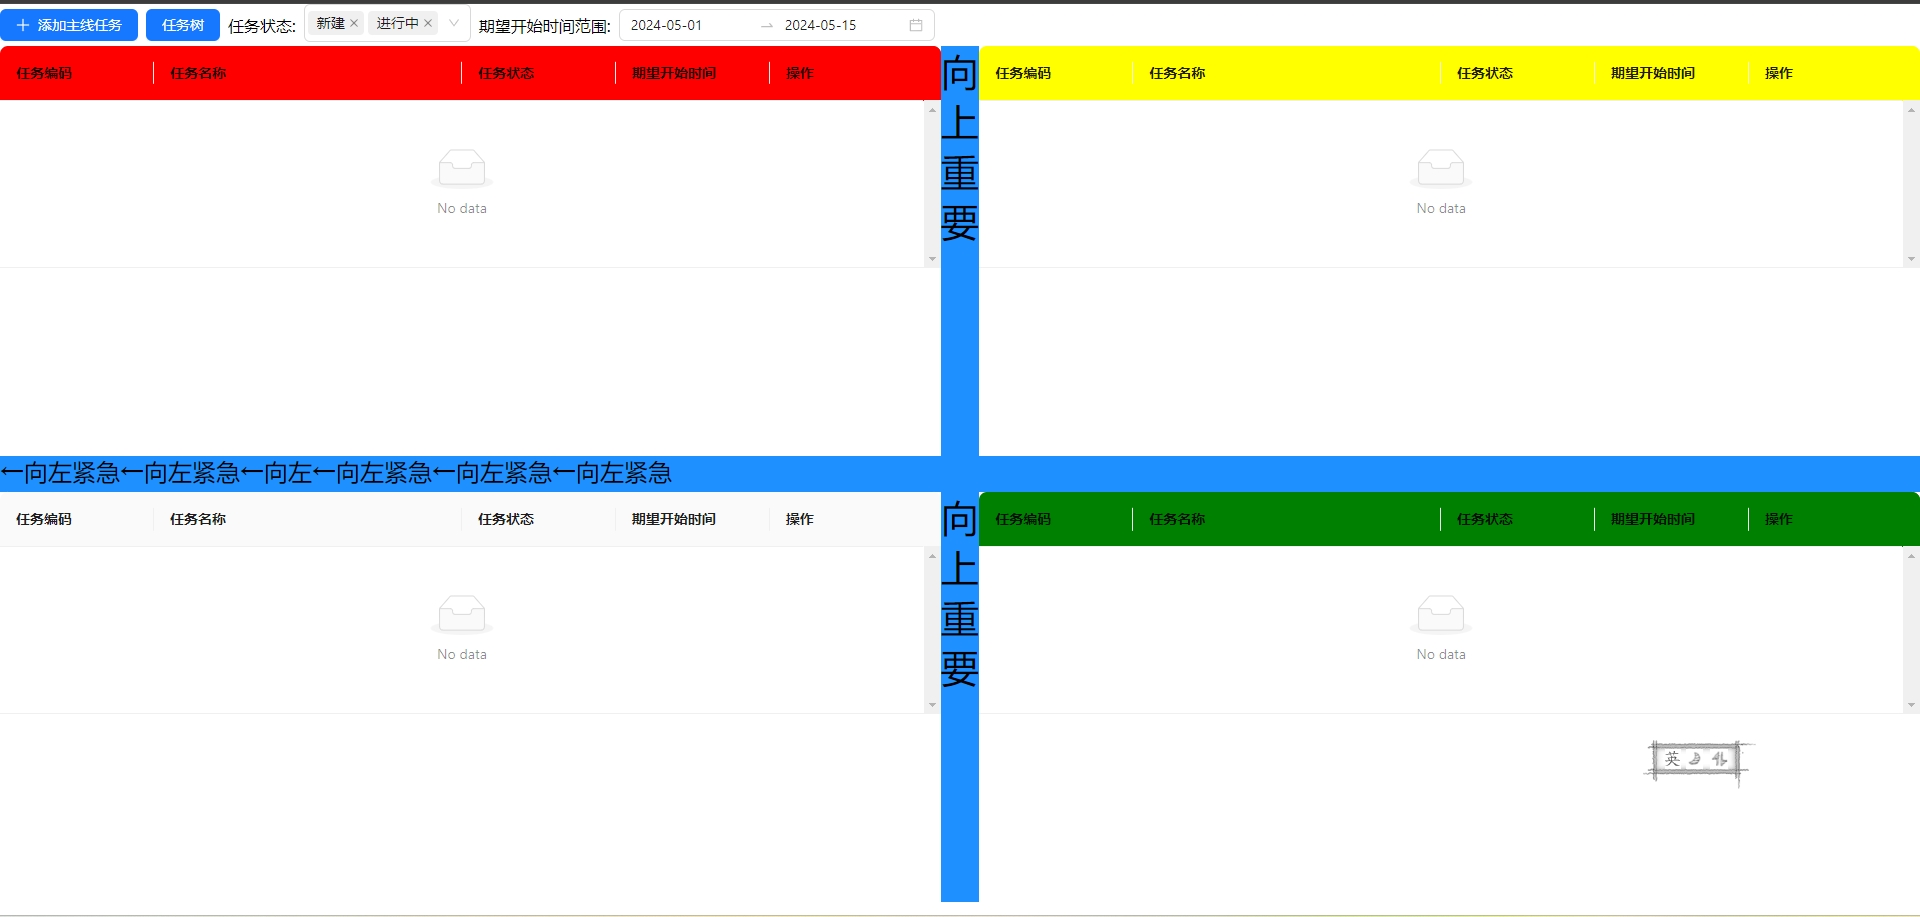 添加主线任务 任务树 任务状态: 新建 进行中 期望开始时间范围: 2024-05-01 2024-05-15
任务编码 任务名称 任务状态 期望开始时间 操作
No data
向
上
重
要
任务编码 任务名称 任务状态 期望开始时间 操作
No data
←向左紧急←向左紧急←向左←向左紧急←向左紧急←向左紧急
任务编码 任务名称 任务状态 期望开始时间 操作
No data
向
上
重
要
任务编码 任务名称 任务状态 期望开始时间 操作
No data
英